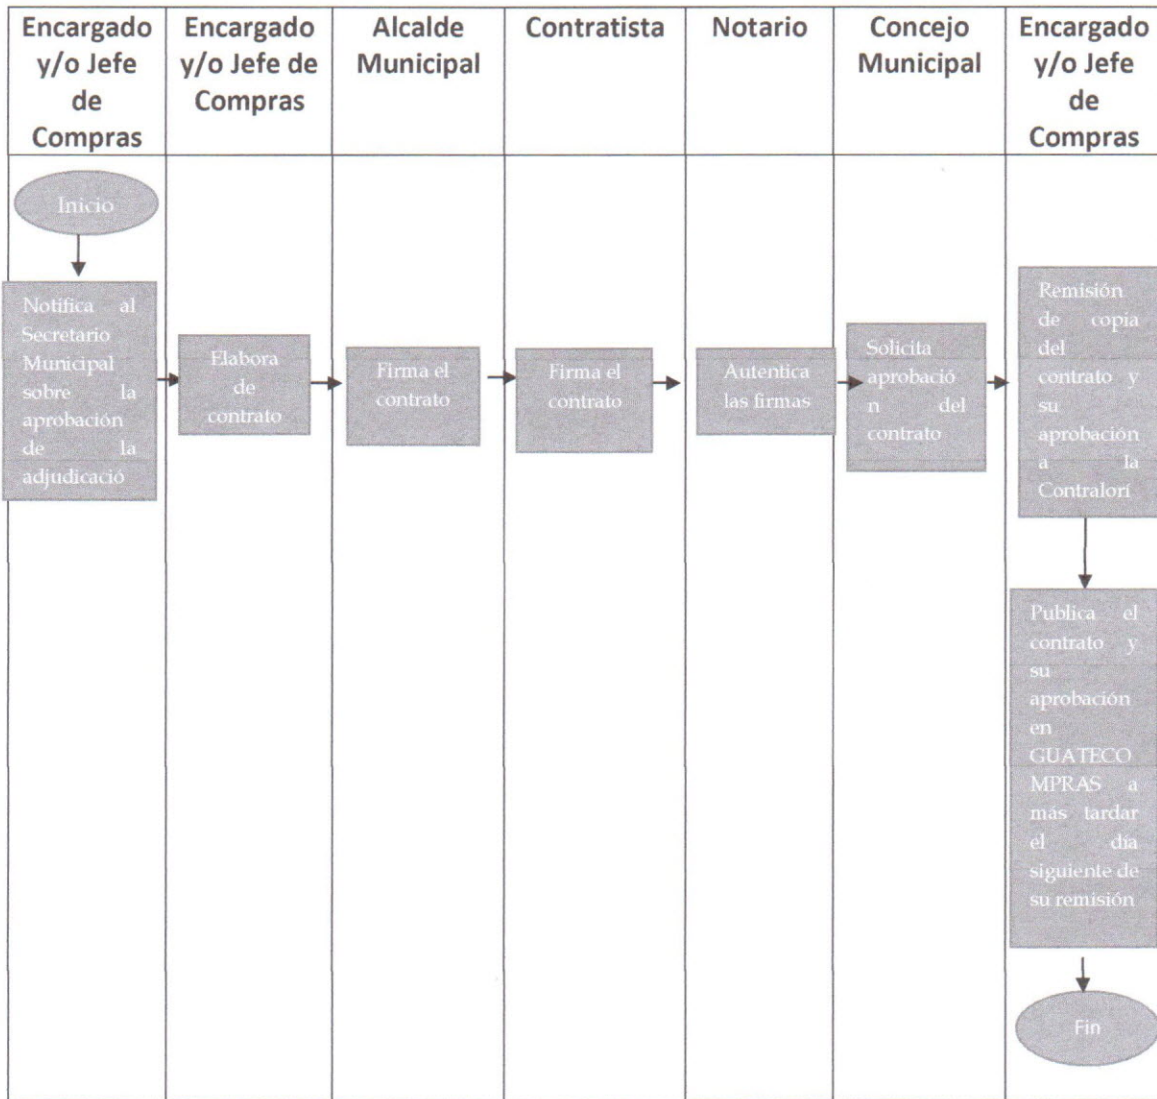 Encargado
y/o Jefe
de
Compras
Encargado
y/o Jefe de
Compras
Alcalde
Municipal
Contratista
Notario
Concejo
Municipal
Encargado
y/o Jefe
de
Compras
Inicio
Notifica al
Secretario
Municipal
sobre la
aprobación
de la
adjudicació
Elabora
de
contrato
Firma el
contrato
Firma el
contrato
Autentica
las firmas
Solicita
aprobació
n del
contrato
Remisión
de copia
del
contrato y
su
aprobación
a la
Contralorí
Publica el
contrato y
su
aprobación
en
GUATECO
MPRAS a
más tardar
el día
siguiente de
su remisión
Fin